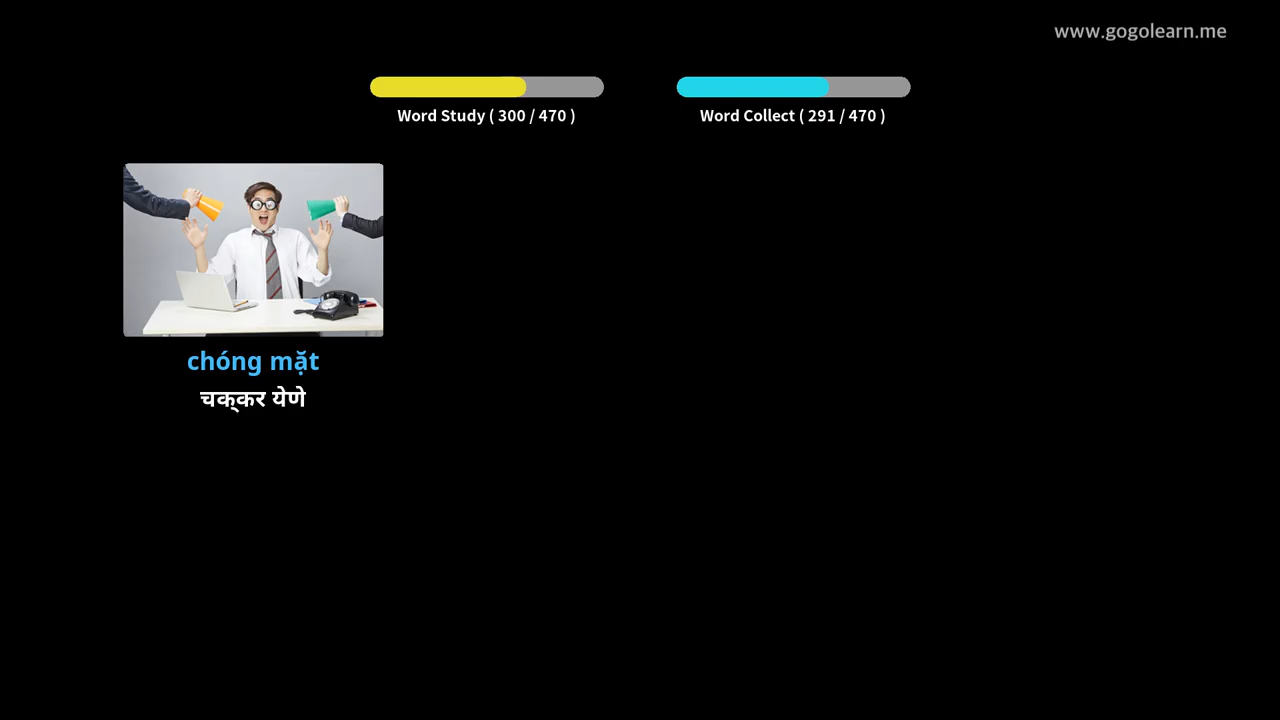 www.gogolearn.me
Word Study ( 300 / 470 )
Word Collect ( 291 / 470 )
chóng mặt
चक्‌कर येणे